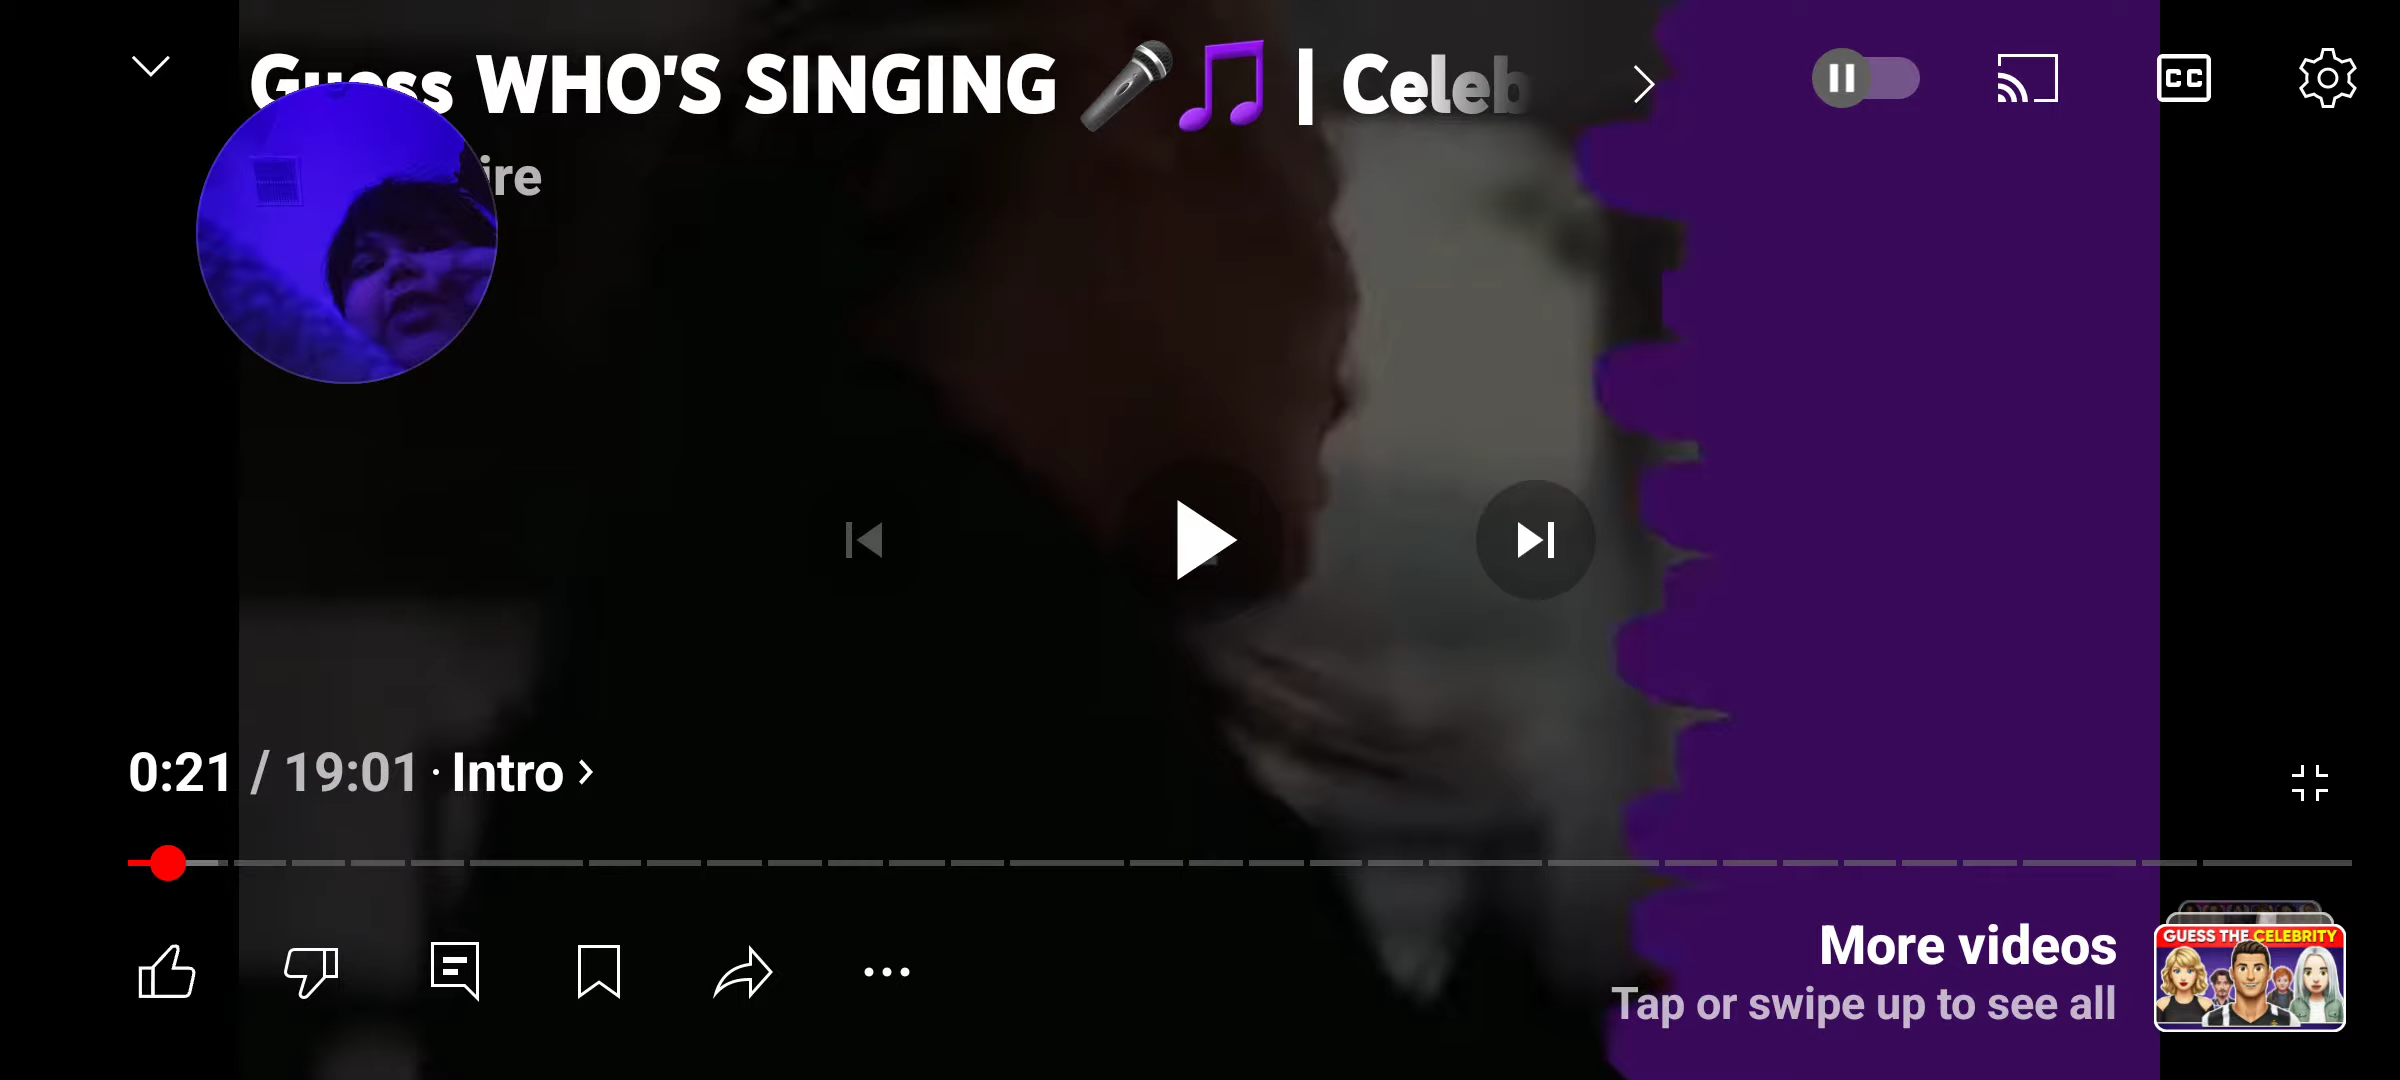 Guess WHO'S SINGING 🎤🎵 | Celeb
ire
CC
0:21 / 19:01 · Intro
More videos
Tap or swipe up to see all
GUESS THE CELEBRITY